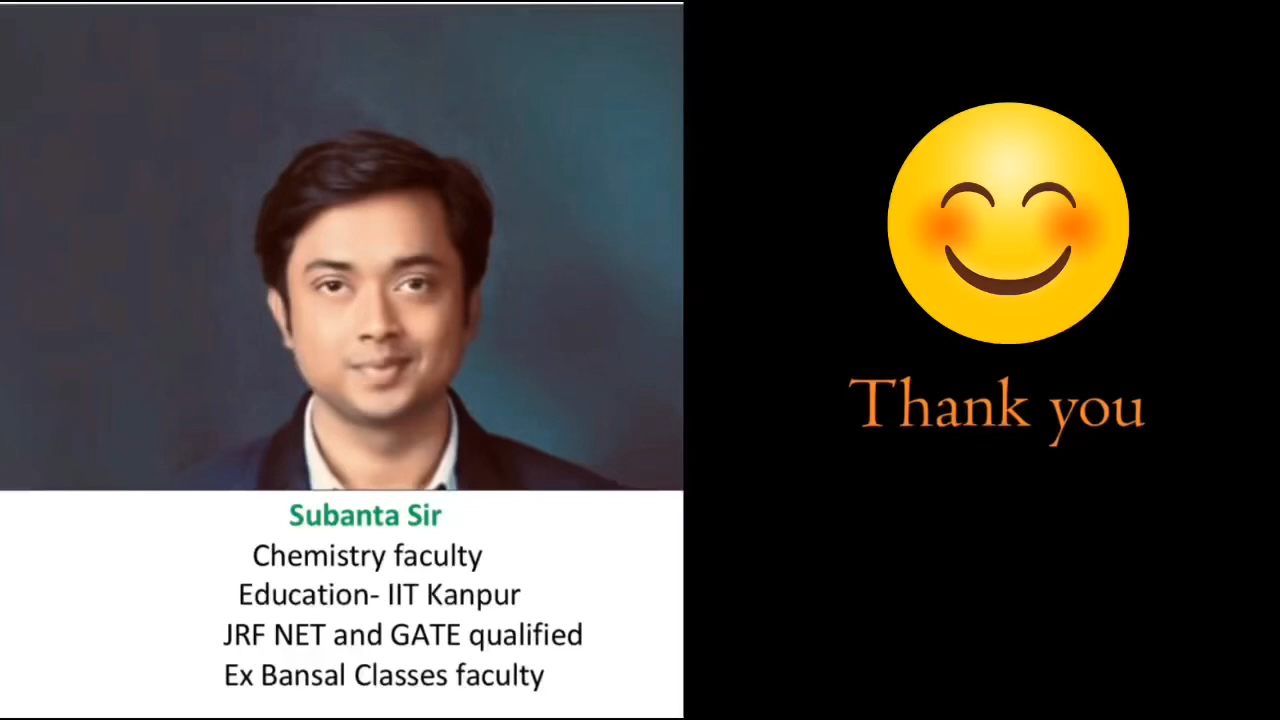 Subanta Sir
Chemistry faculty
Education- IIT Kanpur
JRF NET and GATE qualified
Ex Bansal Classes faculty
Thank you